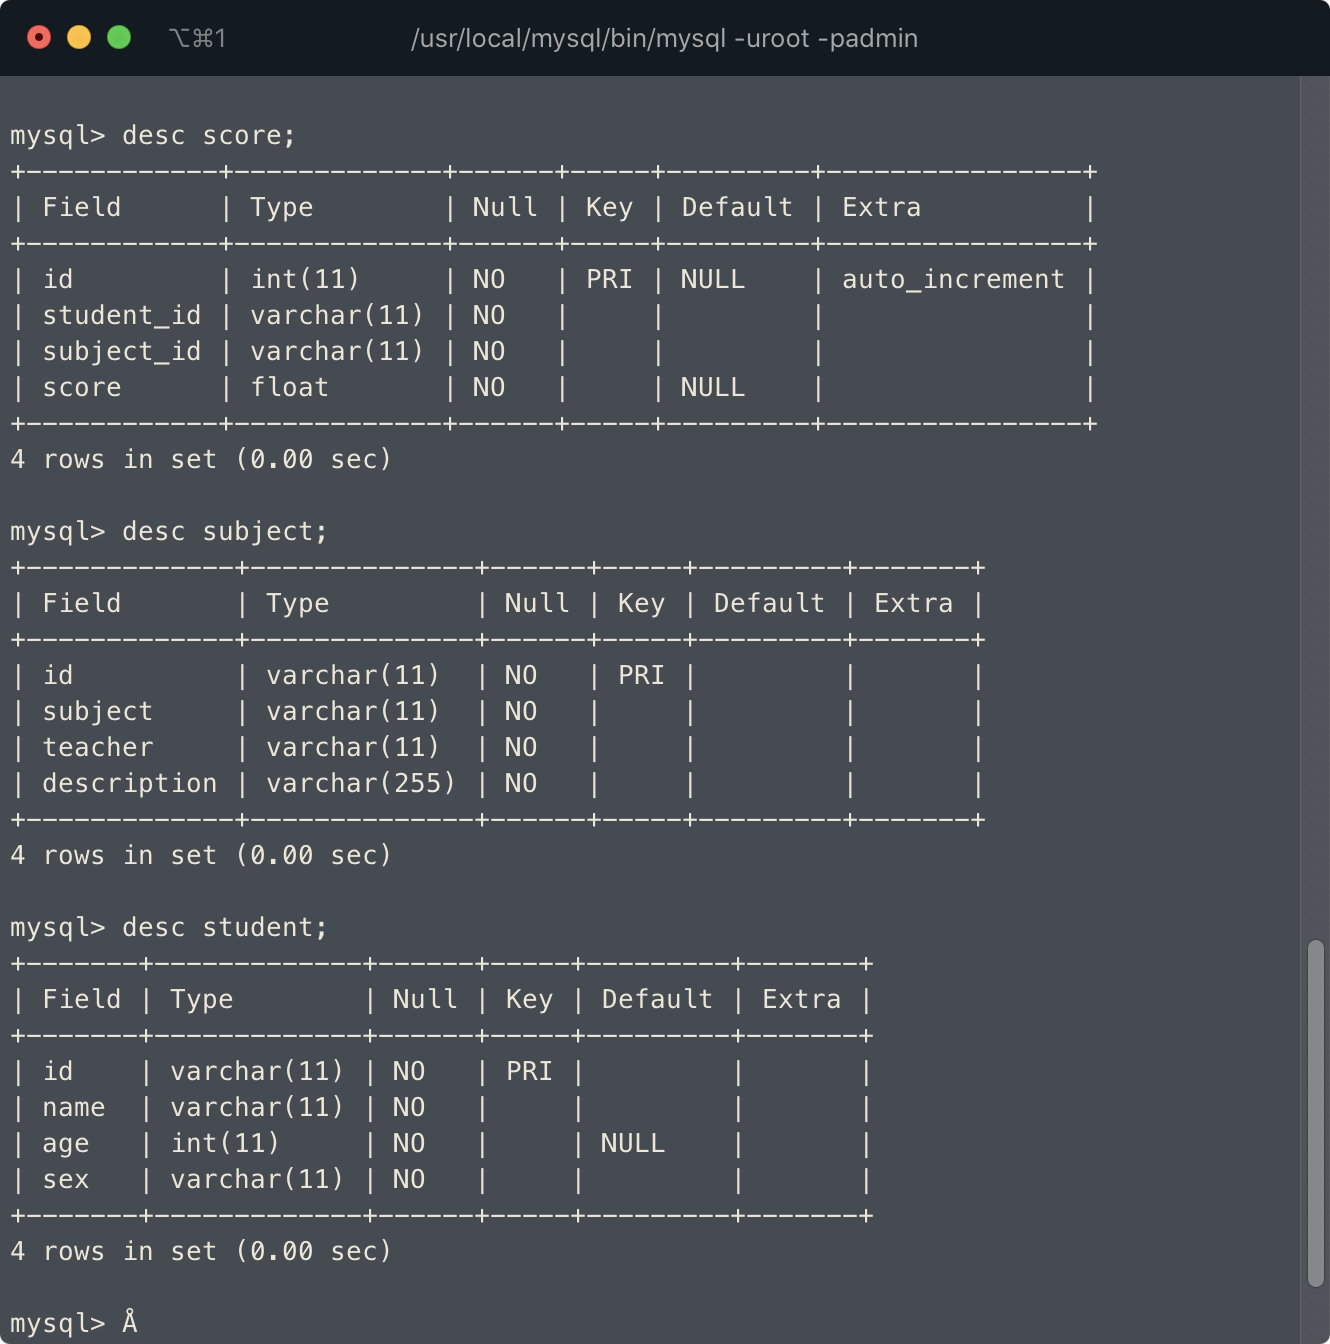 ⌥⌘1 /usr/local/mysql/bin/mysql -uroot -padmin
mysql> desc score;
+------------+-------------+------+-----+---------+----------------+
| Field      | Type        | Null | Key | Default | Extra          |
+------------+-------------+------+-----+---------+----------------+
| id         | int(11)     | NO   | PRI | NULL    | auto_increment |
| student_id | varchar(11) | NO   |     |         |                |
| subject_id | varchar(11) | NO   |     |         |                |
| score      | float       | NO   |     | NULL    |                |
+------------+-------------+------+-----+---------+----------------+
4 rows in set (0.00 sec)
mysql> desc subject;
+-------------+--------------+------+-----+---------+-------+
| Field       | Type         | Null | Key | Default | Extra |
+-------------+--------------+------+-----+---------+-------+
| id          | varchar(11)  | NO   | PRI |         |       |
| subject     | varchar(11)  | NO   |     |         |       |
| teacher     | varchar(11)  | NO   |     |         |       |
| description | varchar(255) | NO   |     |         |       |
+-------------+--------------+------+-----+---------+-------+
4 rows in set (0.00 sec)
mysql> desc student;
+-------+-------------+------+-----+---------+-------+
| Field | Type        | Null | Key | Default | Extra |
+-------+-------------+------+-----+---------+-------+
| id    | varchar(11) | NO   | PRI |         |       |
| name  | varchar(11) | NO   |     |         |       |
| age   | int(11)     | NO   |     | NULL    |       |
| sex   | varchar(11) | NO   |     |         |       |
+-------+-------------+------+-----+---------+-------+
4 rows in set (0.00 sec)
mysql> Å